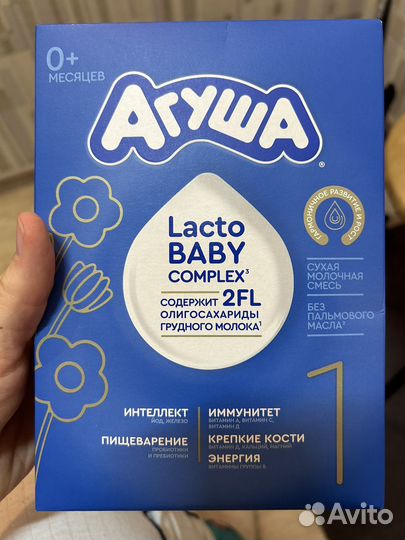 0+
МЕСЯЦЕВ
АГУША
®
ГАРМОНИЧНОЕ РАЗВИТИЕ И РОСТ
Lacto
BABY
COMPLEX³
СОДЕРЖИТ 2FL
ОЛИГОСАХАРИДЫ
ГРУДНОГО МОЛОКА¹
СУХАЯ
МОЛОЧНАЯ
СМЕСЬ
БЕЗ
ПАЛЬМОВОГО
МАСЛА²
1
ИНТЕЛЛЕКТ
ЙОД, ЖЕЛЕЗО
ИММУНИТЕТ
ВИТАМИН А, ВИТАМИН С,
ВИТАМИН Д
ПИЩЕВАРЕНИЕ
ПРОБИОТИКИ
И ПРЕБИОТИКИ
КРЕПКИЕ КОСТИ
ВИТАМИН Д, КАЛЬЦИЙ, МАГНИЙ
ЭНЕРГИЯ
ВИТАМИНЫ ГРУППЫ Б
Avito